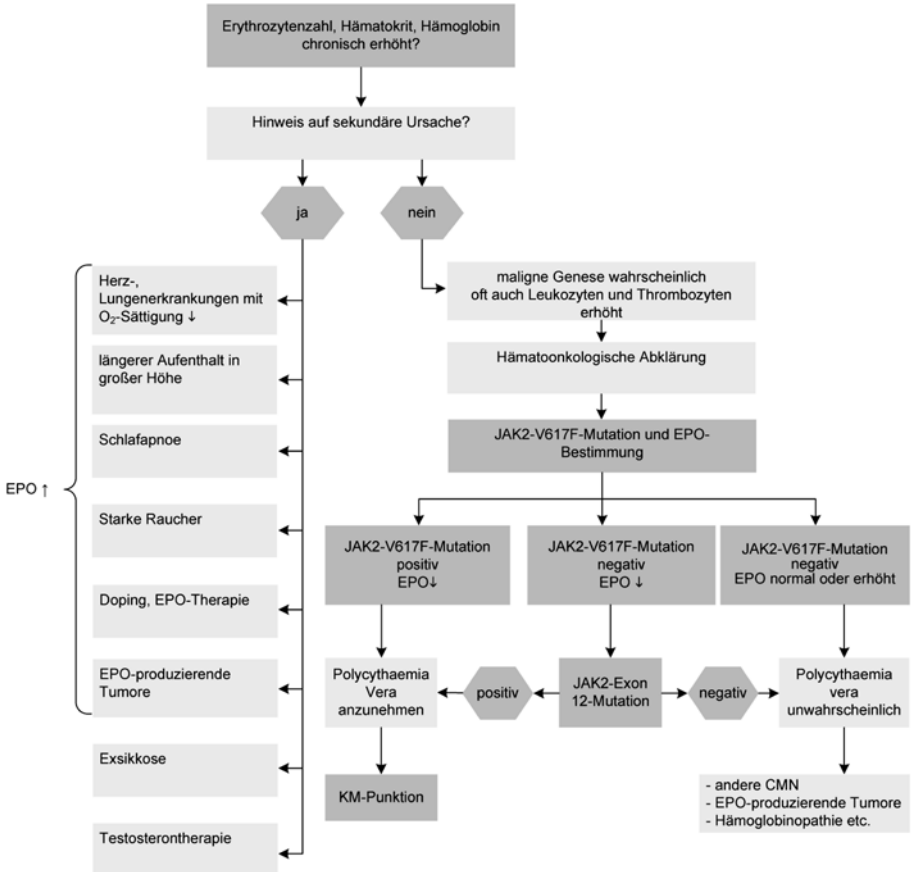 Erythrozytenzahl, Hämatokrit, Hämoglobin
chronisch erhöht?
Hinweis auf sekundäre Ursache?
ja
nein
Herz-,
Lungenerkrankungen mit
O₂-Sättigung ↓
längerer Aufenthalt in
großer Höhe
Schlafapnoe
EPO ↑
Starke Raucher
Doping, EPO-Therapie
EPO-produzierende
Tumore
Exsikkose
Testosterontherapie
maligne Genese wahrscheinlich
oft auch Leukozyten und Thrombozyten
erhöht
Hämatoonkologische Abklärung
JAK2-V617F-Mutation und EPO-
Bestimmung
JAK2-V617F-Mutation
positiv
EPO↓
JAK2-V617F-Mutation
negativ
EPO ↓
JAK2-V617F-Mutation
negativ
EPO normal oder erhöht
Polycythaemia
Vera
anzunehmen
positiv
JAK2-Exon
12-Mutation
negativ
Polycythaemia
vera
unwahrscheinlich
KM-Punktion
- andere CMN
- EPO-produzierende Tumore
- Hämoglobinopathie etc.